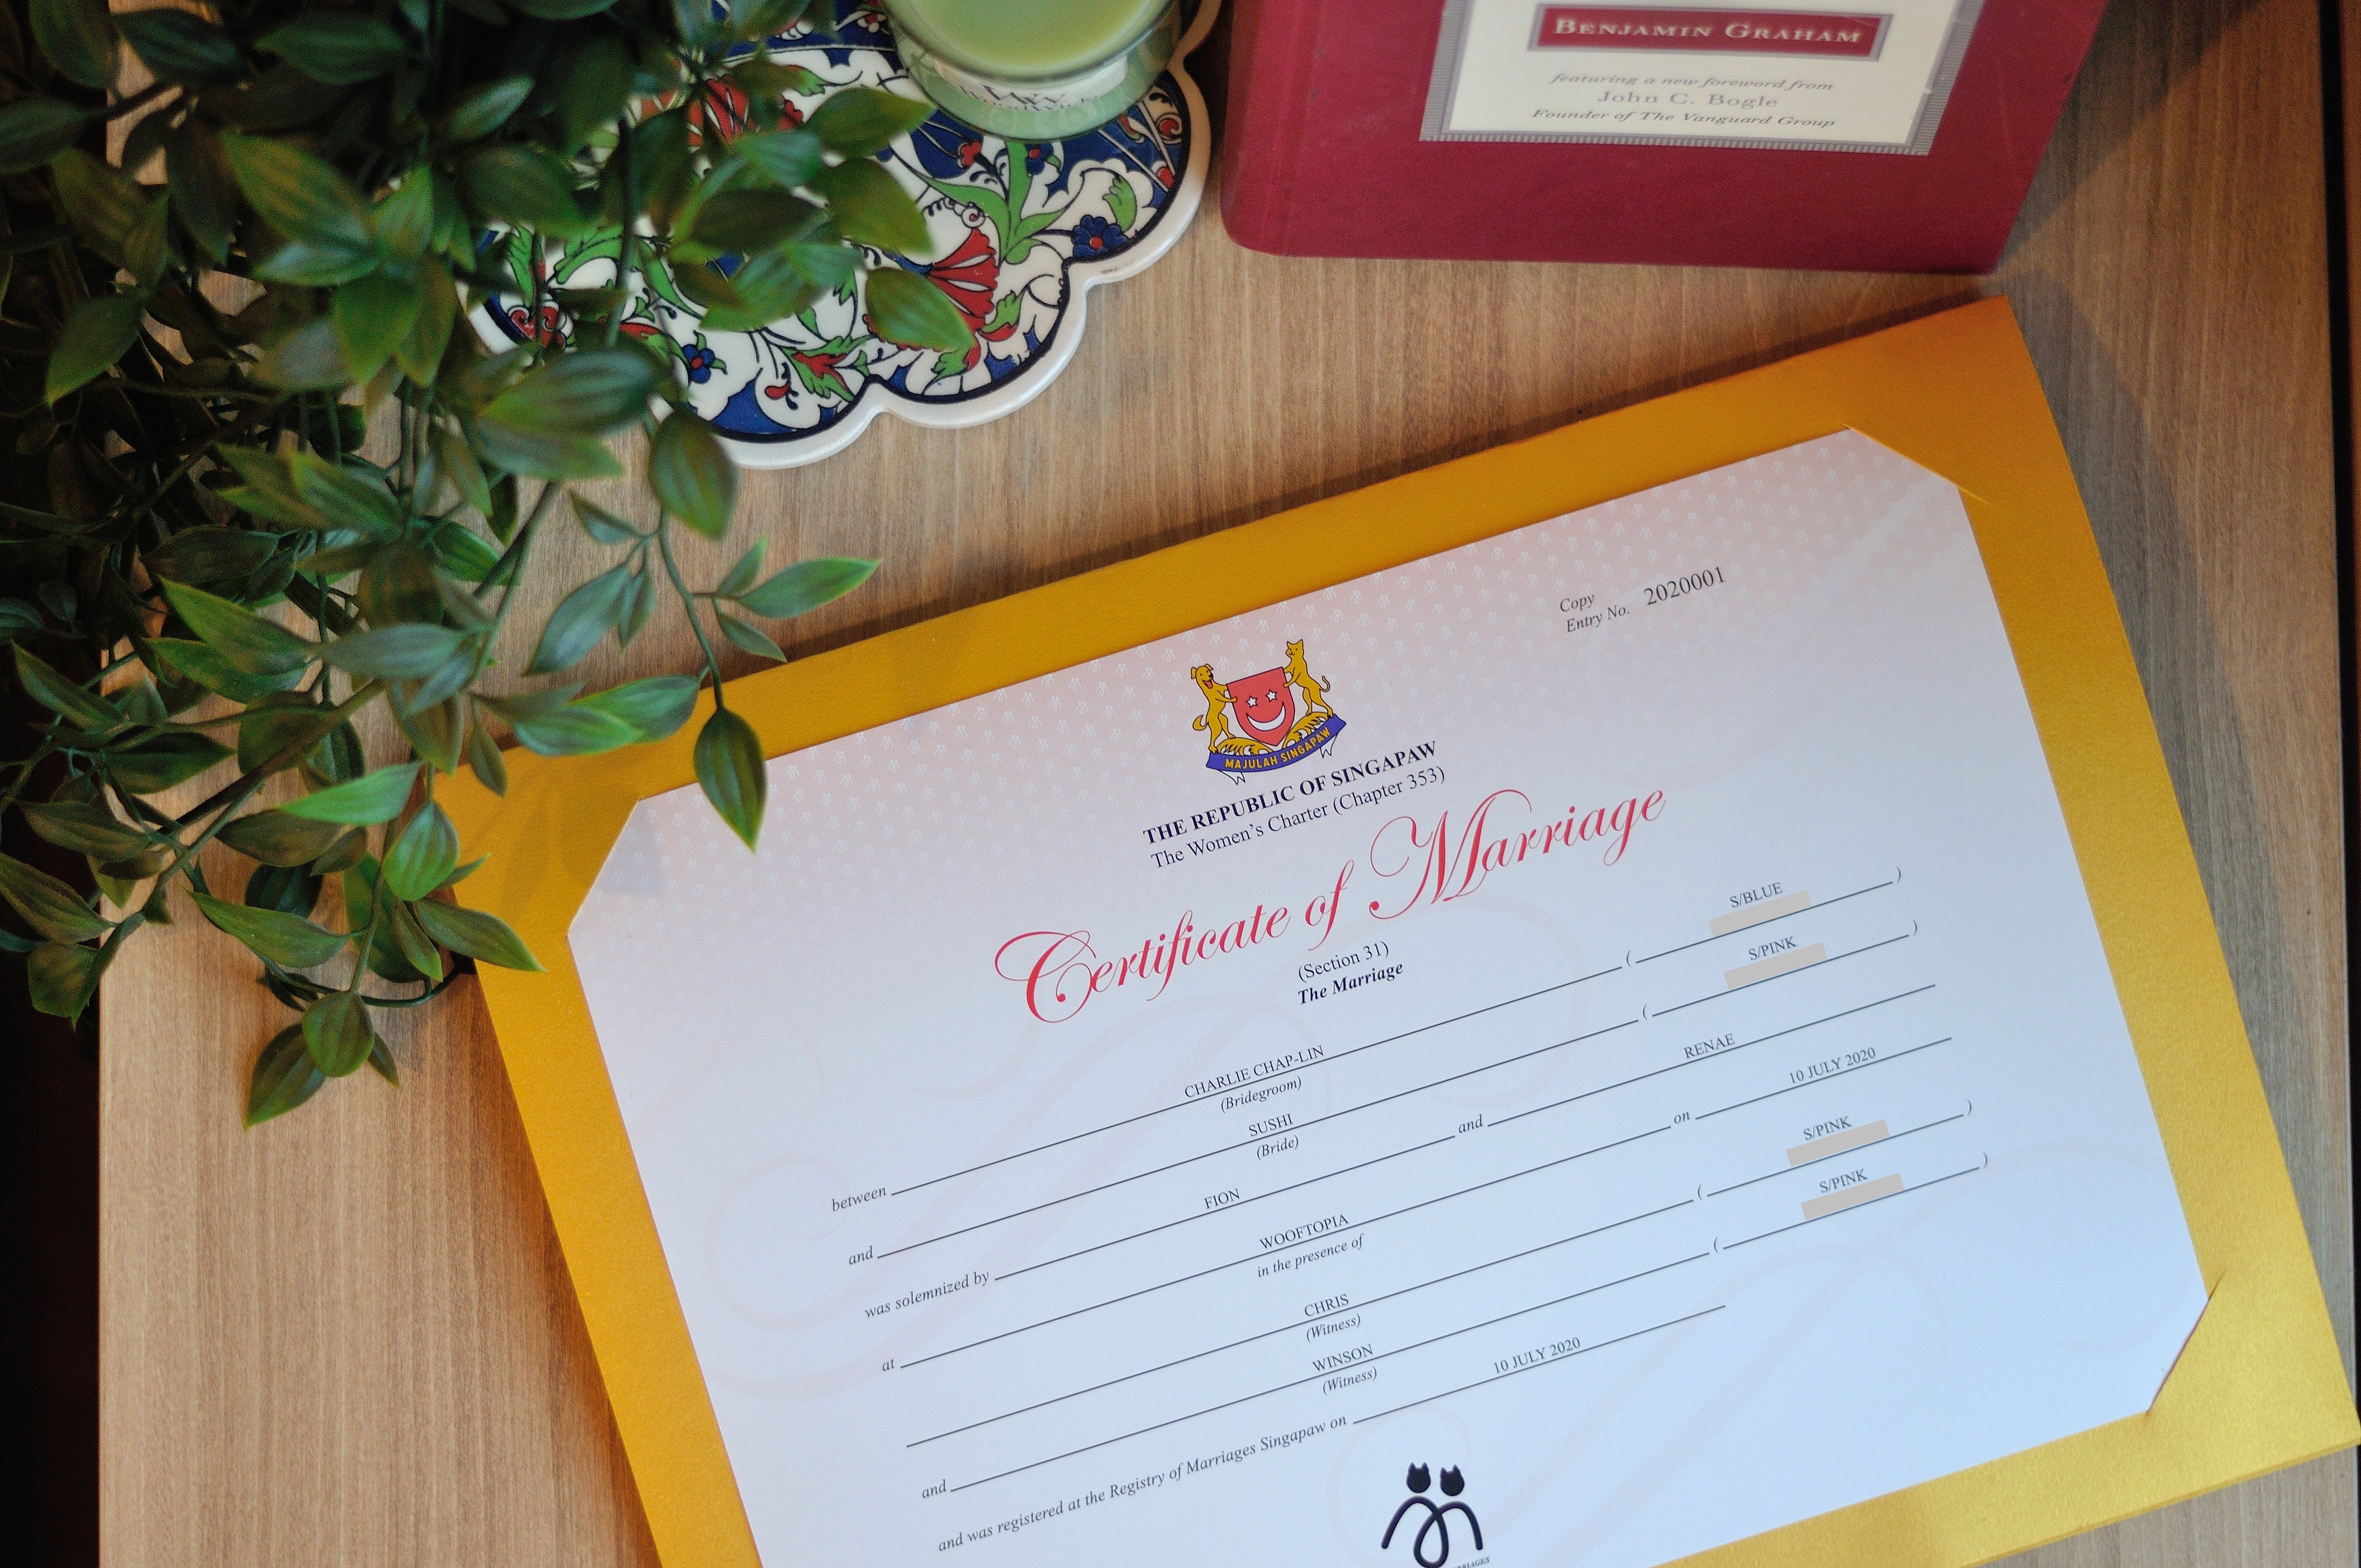 BENJAMIN GRAHAM
featuring a new foreword from
John C. Bogle
Founder of The Vanguard Group
Copy
Entry No. 2020001
MAJULAH SINGAPAW
THE REPUBLIC OF SINGAPAW
The Women's Charter (Chapter 353)
Certificate of Marriage
(Section 31)
The Marriage
between CHARLIE CHAP-LIN ( S/BLUE )
(Bridegroom)
and SUSHI ( S/PINK )
(Bride)
was solemnized by FION and RENAE
at WOOFTOPIA on 10 JULY 2020
in the presence of
CHRIS ( S/PINK )
(Witness)
and WINSON ( S/PINK )
(Witness)
and was registered at the Registry of Marriages Singapaw on 10 JULY 2020